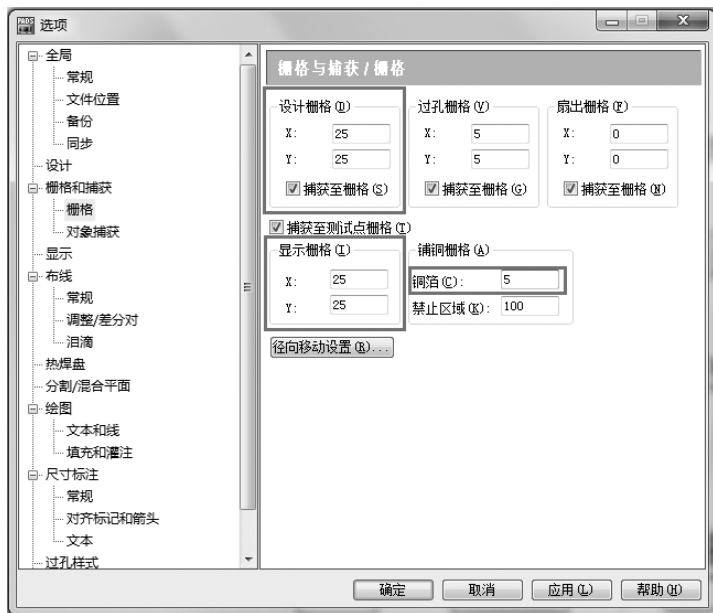 PADS
选项
全局
常规
文件位置
备份
同步
设计
栅格和捕获
栅格
对象捕获
显示
布线
常规
调整/差分对
泪滴
热焊盘
分割/混合平面
绘图
文本和线
填充和灌注
尺寸标注
常规
对齐标记和箭头
文本
过孔样式
栅格与捕获 / 栅格
设计栅格(D)
X: 25
Y: 25
捕获至栅格(S)
过孔栅格(V)
X: 5
Y: 5
捕获至栅格(G)
扇出栅格(F)
X: 0
Y: 0
捕获至栅格(N)
捕获至测试点栅格(T)
显示栅格(I)
X: 25
Y: 25
铺铜栅格(A)
铜箔(C): 5
禁止区域(K): 100
径向移动设置(R)...
确定
取消
应用(L)
帮助(H)